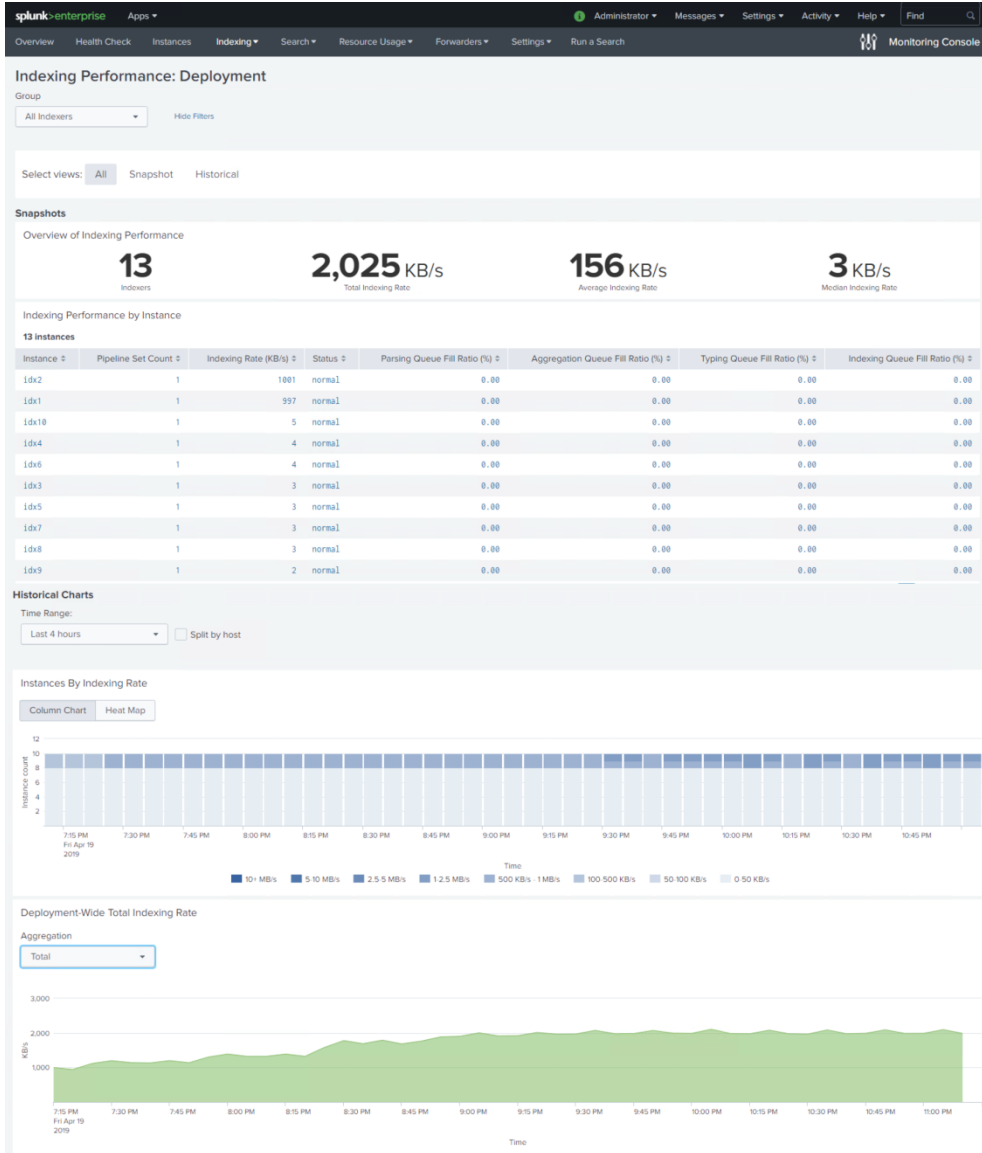 splunk>enterprise Apps Administrator Messages Settings Activity Help Find
Overview Health Check Instances Indexing Search Resource Usage Forwarders Settings Run a Search Monitoring Console
Indexing Performance: Deployment
Group
All Indexers Hide Filters
Select views: All Snapshot Historical
Snapshots
Overview of Indexing Performance
13 2,025 KB/s 156 KB/s 3 KB/s
Indexers Total Indexing Rate Average Indexing Rate Median Indexing Rate
Indexing Performance by Instance
13 instances
Instance Pipeline Set Count Indexing Rate (KB/s) Status Parsing Queue Fill Ratio (%) Aggregation Queue Fill Ratio (%) Typing Queue Fill Ratio (%) Indexing Queue Fill Ratio (%)
idx2 1 1001 normal 0.00 0.00 0.00 0.00
idx1 1 997 normal 0.00 0.00 0.00 0.00
idx10 1 5 normal 0.00 0.00 0.00 0.00
idx4 1 4 normal 0.00 0.00 0.00 0.00
idx6 1 4 normal 0.00 0.00 0.00 0.00
idx3 1 3 normal 0.00 0.00 0.00 0.00
idx5 1 3 normal 0.00 0.00 0.00 0.00
idx7 1 3 normal 0.00 0.00 0.00 0.00
idx8 1 3 normal 0.00 0.00 0.00 0.00
idx9 1 2 normal 0.00 0.00 0.00 0.00
Historical Charts
Time Range:
Last 4 hours Split by host
Instances By Indexing Rate
Column Chart Heat Map
12
10
8
6
4
2
Instance count
7:15 PM 7:30 PM 7:45 PM 8:00 PM 8:15 PM 8:30 PM 8:45 PM 9:00 PM 9:15 PM 9:30 PM 9:45 PM 10:00 PM 10:15 PM 10:30 PM 10:45 PM
Fri Apr 19
2019
Time
10+ MB/s 5-10 MB/s 2.5-5 MB/s 1-2.5 MB/s 500 KB/s - 1 MB/s 100-500 KB/s 50-100 KB/s 0-50 KB/s
Deployment-Wide Total Indexing Rate
Aggregation
Total
3,000
2,000
1,000
KB/s
7:15 PM 7:30 PM 7:45 PM 8:00 PM 8:15 PM 8:30 PM 8:45 PM 9:00 PM 9:15 PM 9:30 PM 9:45 PM 10:00 PM 10:15 PM 10:30 PM 10:45 PM 11:00 PM
Fri Apr 19
2019
Time